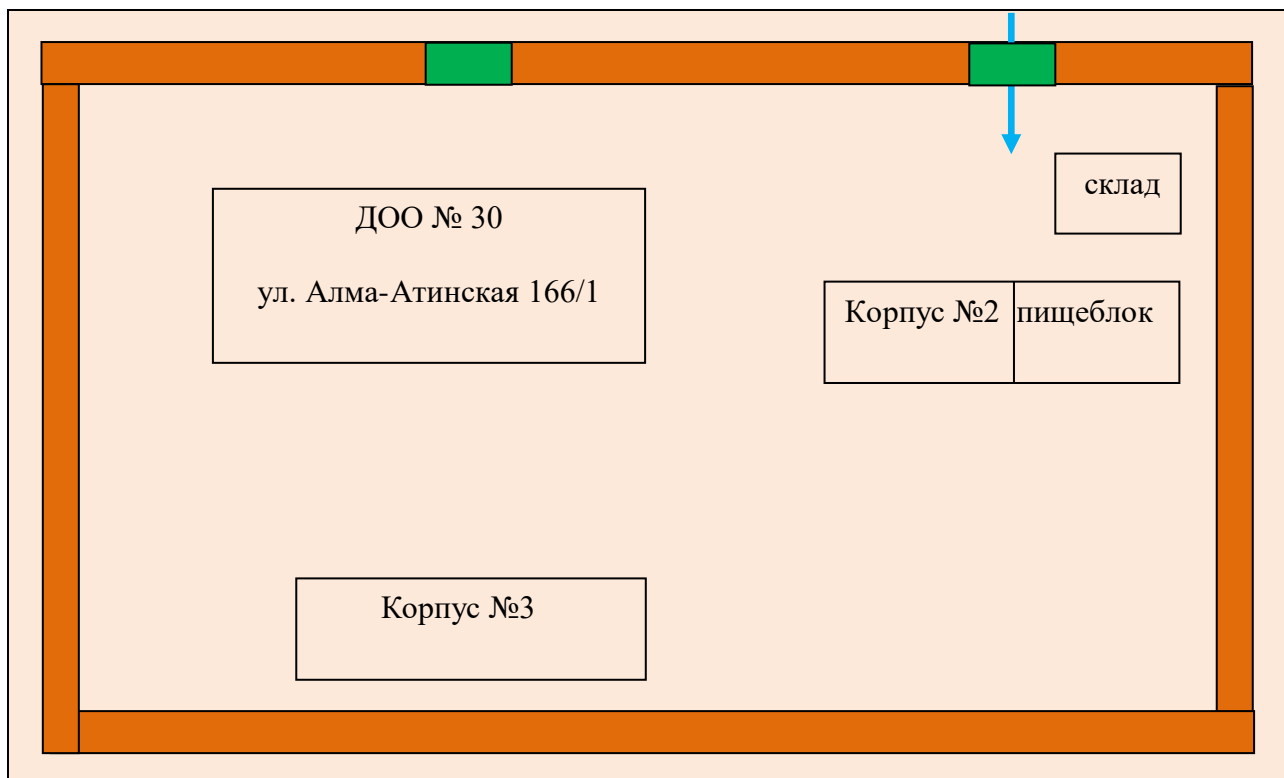 склад
ДОО № 30
ул. Алма-Атинская 166/1
Корпус №2 пищеблок
Корпус №3